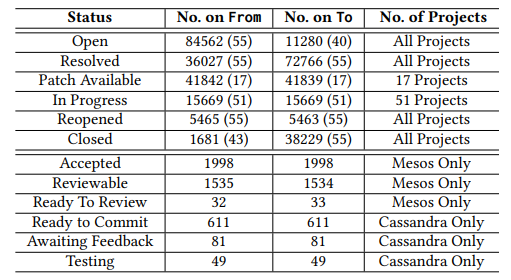 Status No. on From No. on To No. of Projects
Open 84562 (55) 11280 (40) All Projects
Resolved 36027 (55) 72766 (55) All Projects
Patch Available 41842 (17) 41839 (17) 17 Projects
In Progress 15669 (51) 15669 (51) 51 Projects
Reopened 5465 (55) 5463 (55) All Projects
Closed 1681 (43) 38229 (55) All Projects
Accepted 1998 1998 Mesos Only
Reviewable 1535 1534 Mesos Only
Ready To Review 32 33 Mesos Only
Ready to Commit 611 611 Cassandra Only
Awaiting Feedback 81 81 Cassandra Only
Testing 49 49 Cassandra Only